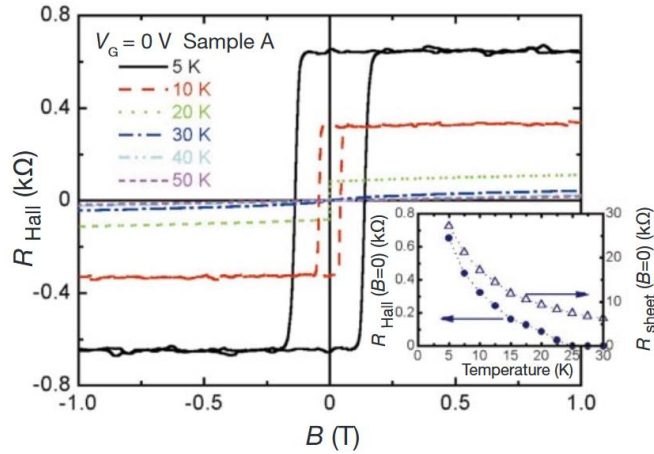 0.8
0.4
0
-0.4
-0.8
R Hall (kΩ)
V_G = 0 V Sample A
5 K
10 K
20 K
30 K
40 K
50 K
-1.0
-0.5
0
0.5
1.0
B (T)
0.8
0.6
0.4
0.2
0
R Hall (B=0) (kΩ)
30
20
10
0
R sheet (B=0) (kΩ)
0
5
10
15
20
25
30
Temperature (K)